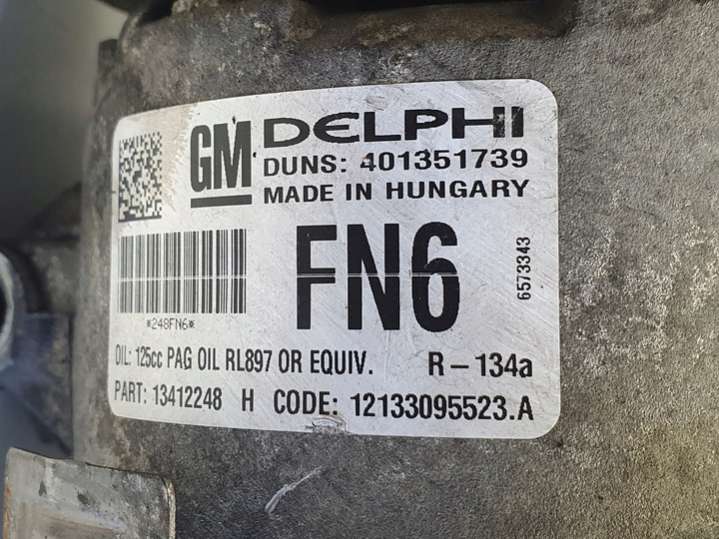 GM DELPHI
DUNS: 401351739
MADE IN HUNGARY
FN6
6573343
*248FN6*
OIL: 125cc PAG OIL RL897 OR EQUIV. R-134a
PART: 13412248 H CODE: 12133095523.A